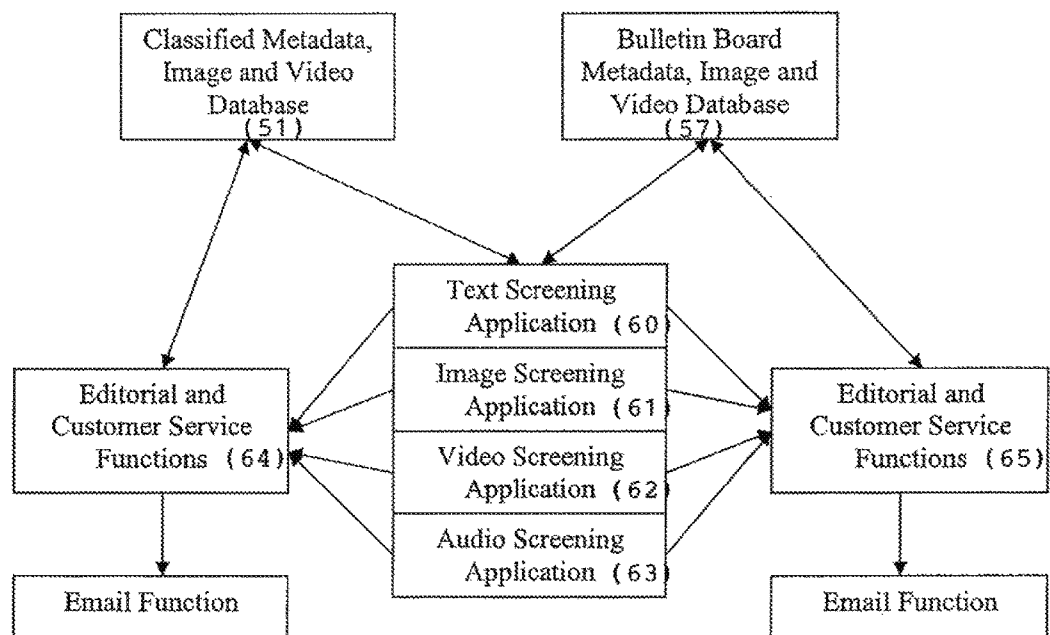 Classified Metadata,
Image and Video
Database
(51)
Bulletin Board
Metadata, Image and
Video Database
(57)
Text Screening
Application (60)
Image Screening
Application (61)
Video Screening
Application (62)
Audio Screening
Application (63)
Editorial and
Customer Service
Functions (64)
Editorial and
Customer Service
Functions (65)
Email Function
Email Function